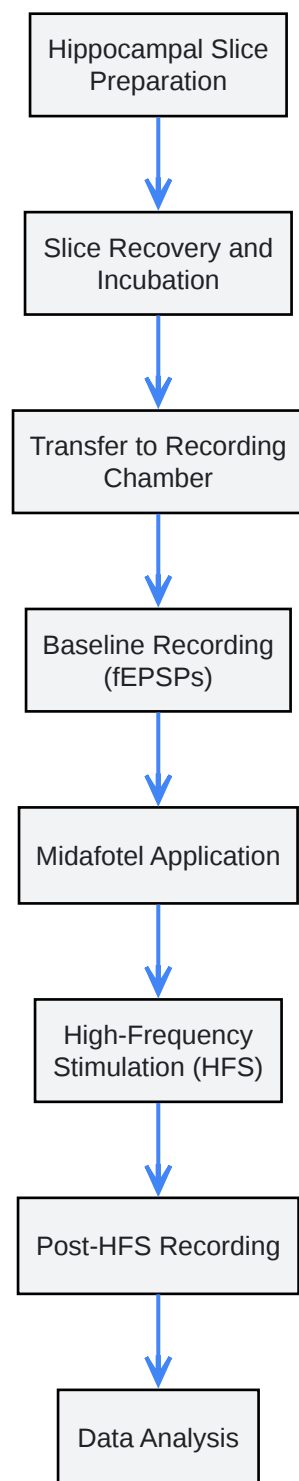 Hippocampal Slice
Preparation
Slice Recovery and
Incubation
Transfer to Recording
Chamber
Baseline Recording
(fEPSPs)
Midafotel Application
High-Frequency
Stimulation (HFS)
Post-HFS Recording
Data Analysis